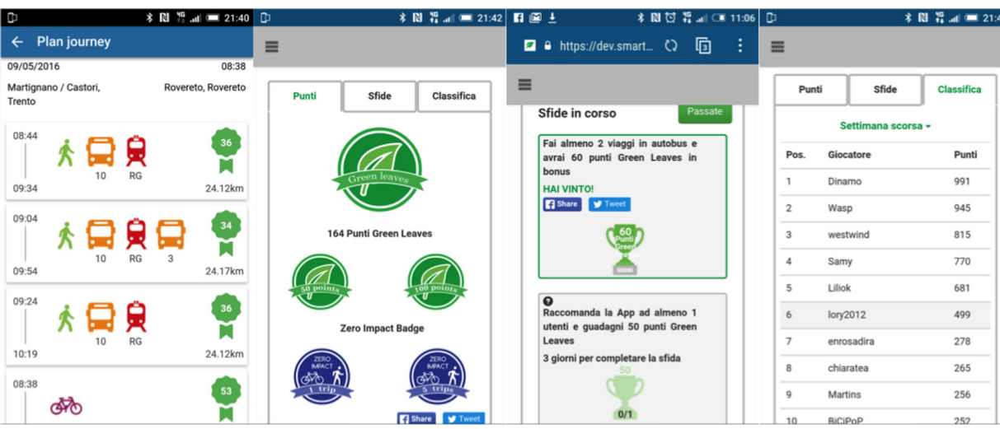 21:40
Plan journey
09/05/2016
08:38
Martignano / Castori,
Trento
Rovereto, Rovereto
08:44
10
RG
36
09:34
24.12km
09:04
10
RG
3
34
09:54
24.17km
09:24
10
RG
36
10:19
24.12km
08:38
53
4G
21:42
Punti
Sfide
Classifica
Green leaves
164 Punti Green Leaves
50 points
100 points
Zero Impact Badge
ZERO
IMPACT
1 trip
ZERO
IMPACT
5 trips
Share
Tweet
4G
11:06
https://dev.smart...
3
Sfide in corso
Passate
Fai almeno 2 viaggi in autobus e
avrai 60 punti Green Leaves in
bonus
HAI VINTO!
Share
Tweet
60
Punti
Green
?
Raccomanda la App ad almeno 1
utenti e guadagni 50 punti Green
Leaves
3 giorni per completare la sfida
50
0/1
4G
Punti
Sfide
Classifica
Settimana scorsa
Pos.
Giocatore
Punti
1
Dinamo
991
2
Wasp
945
3
westwind
815
4
Samy
770
5
Liliok
681
6
lory2012
499
7
enrosadira
278
8
chiaratea
265
9
Martins
256
10
BiCiPoP
252